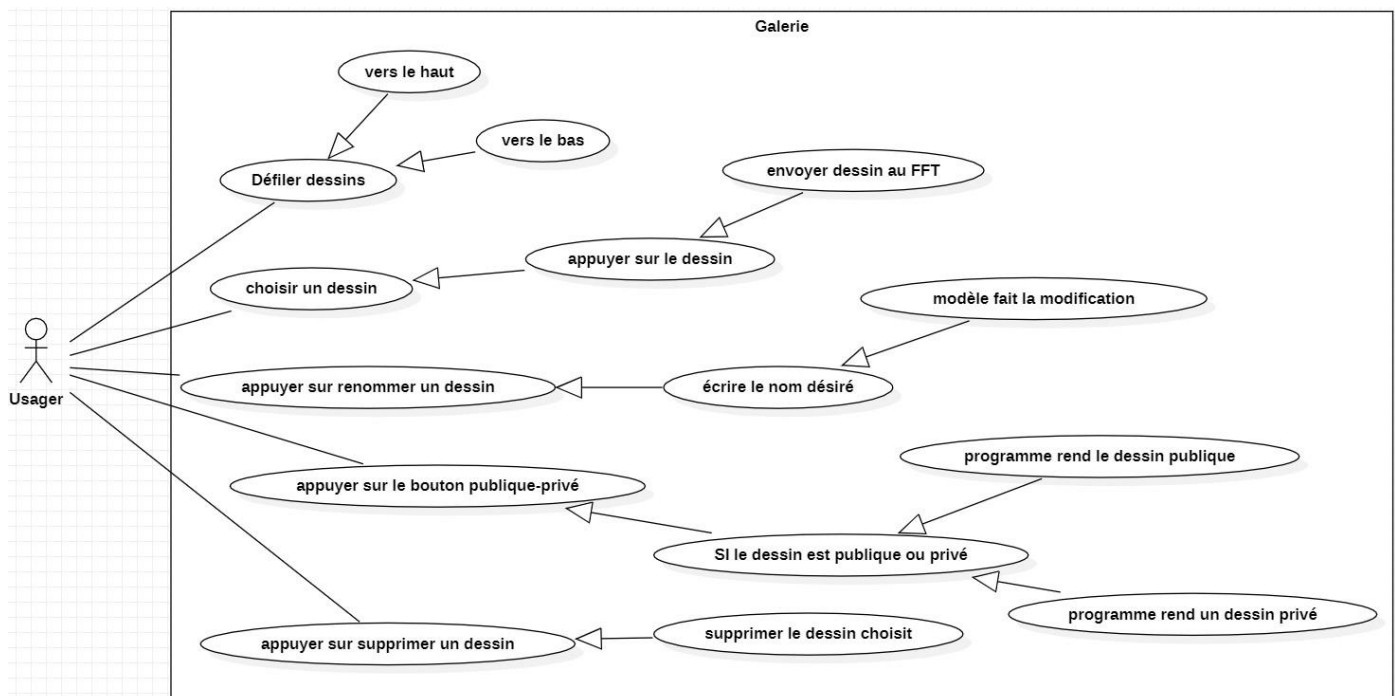 Galerie
vers le haut
vers le bas
Défiler dessins
envoyer dessin au FFT
appuyer sur le dessin
choisir un dessin
modèle fait la modification
appuyer sur renommer un dessin
écrire le nom désiré
Usager
programme rend le dessin publique
appuyer sur le bouton publique-privé
SI le dessin est publique ou privé
programme rend un dessin privé
supprimer le dessin choisit
appuyer sur supprimer un dessin